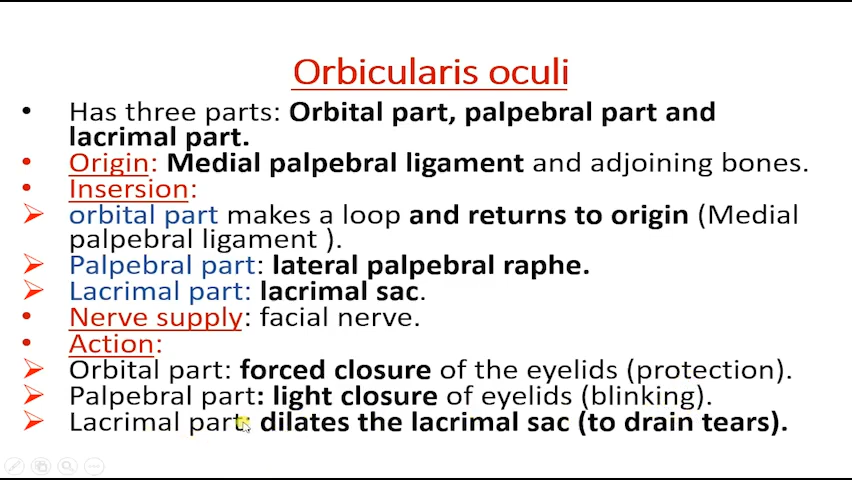 Orbicularis oculi
• Has three parts: Orbital part, palpebral part and
lacrimal part.
• Origin: Medial palpebral ligament and adjoining bones.
• Insersion:
➢ orbital part makes a loop and returns to origin (Medial
palpebral ligament ).
➢ Palpebral part: lateral palpebral raphe.
➢ Lacrimal part: lacrimal sac.
• Nerve supply: facial nerve.
• Action:
➢ Orbital part: forced closure of the eyelids (protection).
➢ Palpebral part: light closure of eyelids (blinking).
➢ Lacrimal part: dilates the lacrimal sac (to drain tears).